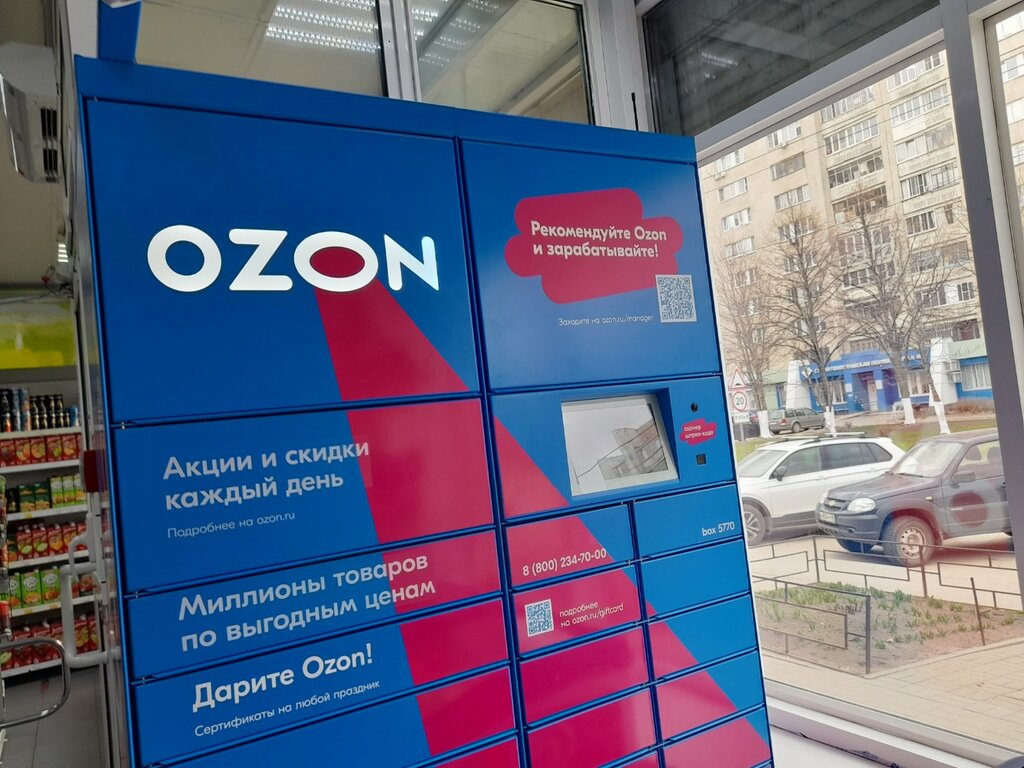 OZON
Рекомендуйте Ozon
и зарабатывайте!
Заходите на ozon.ru/manager
Акции и скидки
каждый день
Подробнее на ozon.ru
сканер
штрих-кода
box 5770
8 (800) 234-70-00
Миллионы товаров
по выгодным ценам
подробнее
на ozon.ru/giftcard
Дарите Ozon!
Сертификаты на любой праздник
20